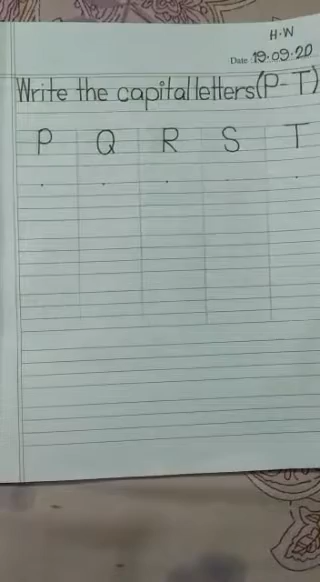 H.W
Date :19.09.20
Write the capital letters(P-T)
P Q R S T